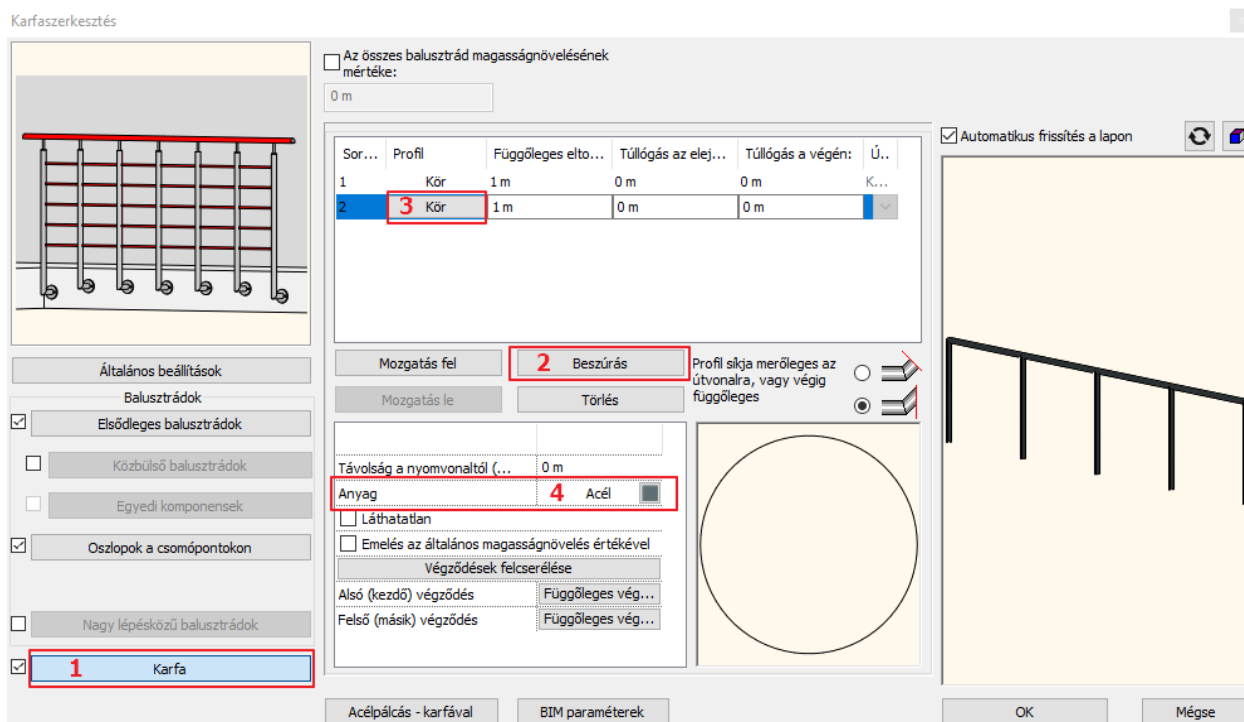 Karfaszerkesztés
Az összes balusztrád magasságnövelésének
mértéke:
0 m
Automatikus frissítés a lapon
Sor... Profil Függőleges elto... Túllógás az elej... Túllógás a végén: Ú..
1 Kör 1 m 0 m 0 m K...
2 3 Kör 1 m 0 m 0 m
Általános beállítások
Balusztrádok
Elsődleges balusztrádok
Közbülső balusztrádok
Egyedi komponensek
Oszlopok a csomópontokon
Nagy lépésközű balusztrádok
1 Karfa
Mozgatás fel
2 Beszúrás
Mozgatás le
Törlés
Profil síkja merőleges az
útvonalra, vagy végig
függőleges
Távolság a nyomvonaltól (... 0 m
Anyag 4 Acél
Láthatatlan
Emelés az általános magasságnövelés értékével
Végződések felcserélése
Alsó (kezdő) végződés Függőleges vég...
Felső (másik) végződés Függőleges vég...
Acélpálcás - karfával
BIM paraméterek
OK
Mégse